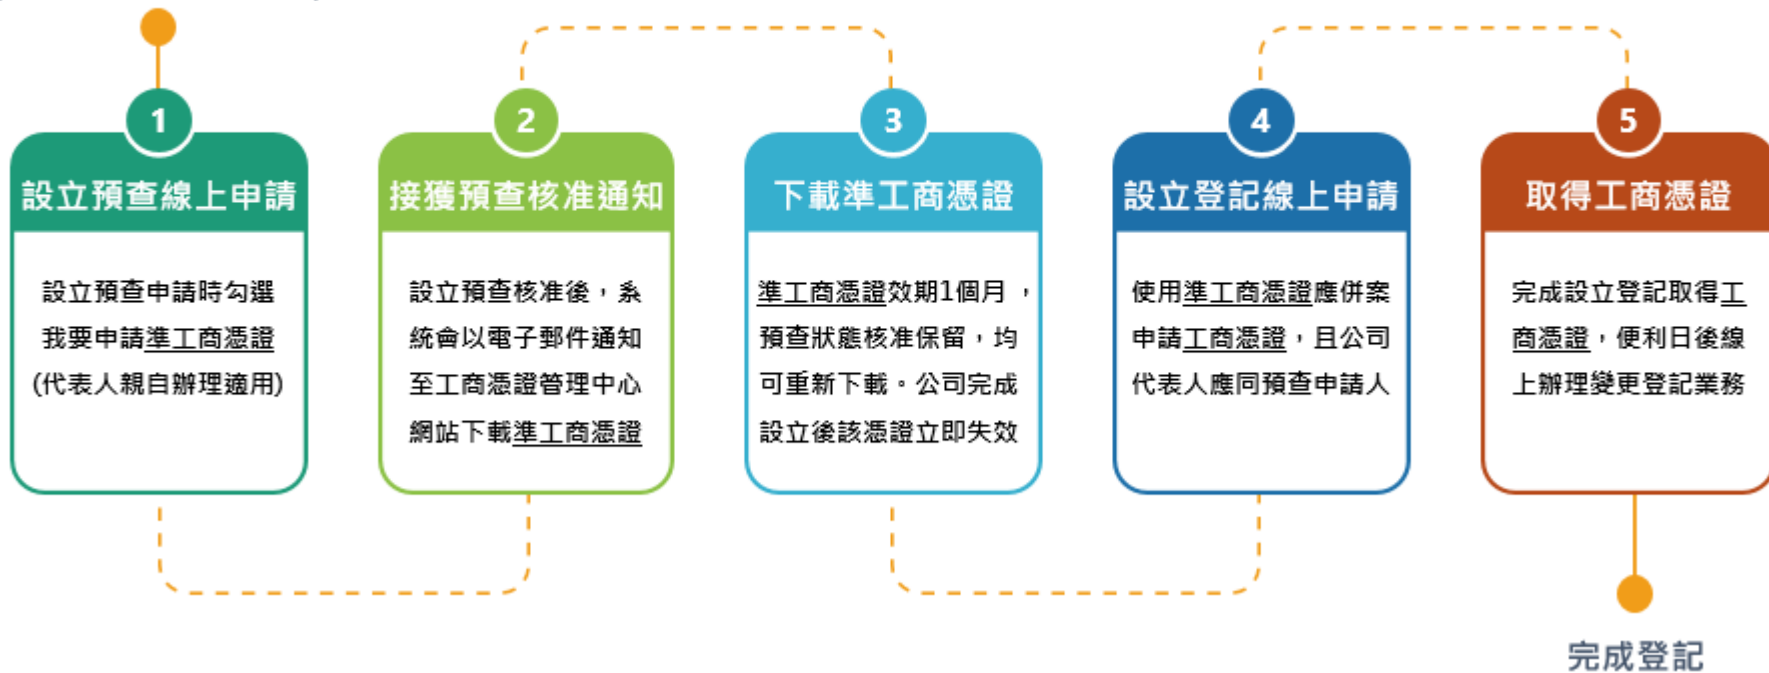 1
設立預查線上申請
設立預查申請時勾選
我要申請準工商憑證
(代表人親自辦理適用)
2
接獲預查核准通知
設立預查核准後，系
統會以電子郵件通知
至工商憑證管理中心
網站下載準工商憑證
3
下載準工商憑證
準工商憑證效期1個月，
預查狀態核准保留，均
可重新下載。公司完成
設立後該憑證立即失效
4
設立登記線上申請
使用準工商憑證應併案
申請工商憑證，且公司
代表人應同預查申請人
5
取得工商憑證
完成設立登記取得工
商憑證，便利日後線
上辦理變更登記業務
完成登記